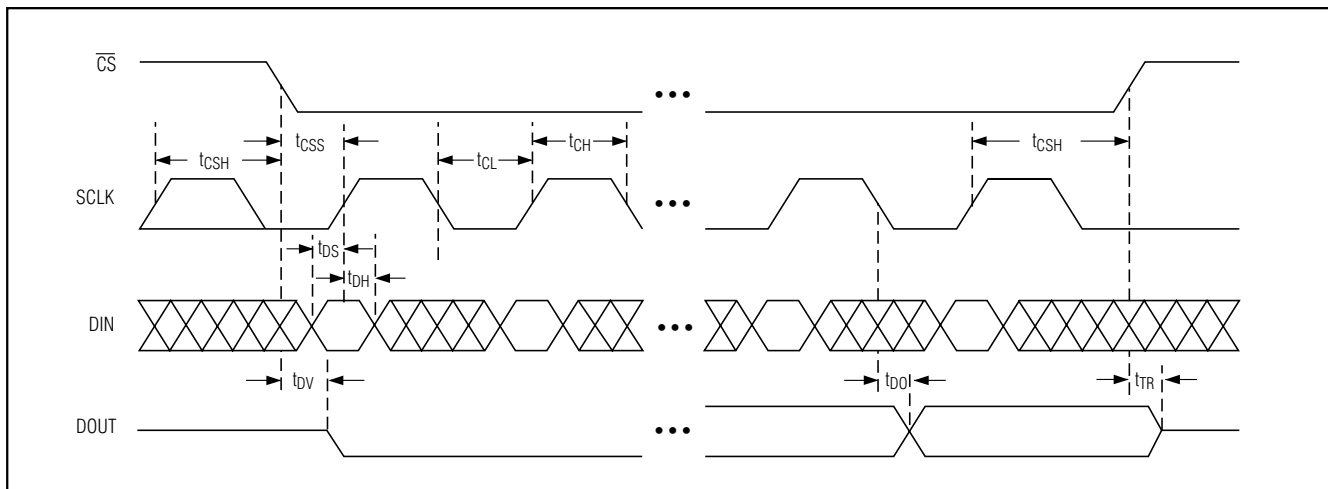 CS
•••
tCSH
tCSS
tCL
tCH
tCSH
SCLK
•••
tDS
tDH
DIN
•••
tDV
tDO
tTR
DOUT
•••